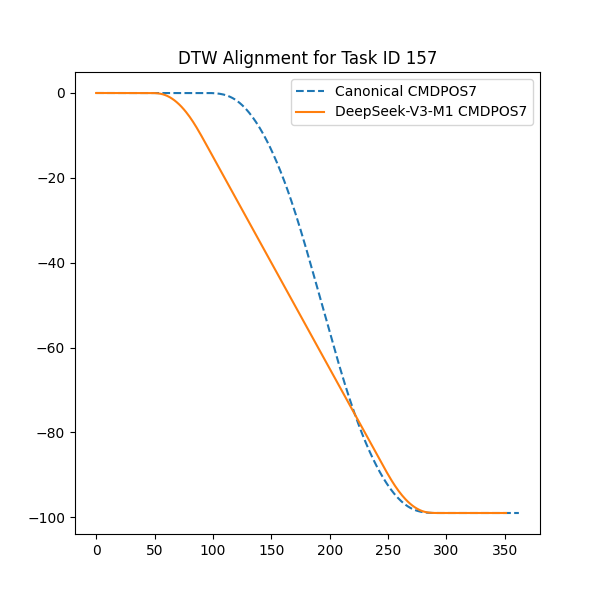 DTW Alignment for Task ID 157
Canonical CMDPOS7
DeepSeek-V3-M1 CMDPOS7
0
−20
−40
−60
−80
−100
0 50 100 150 200 250 300 350